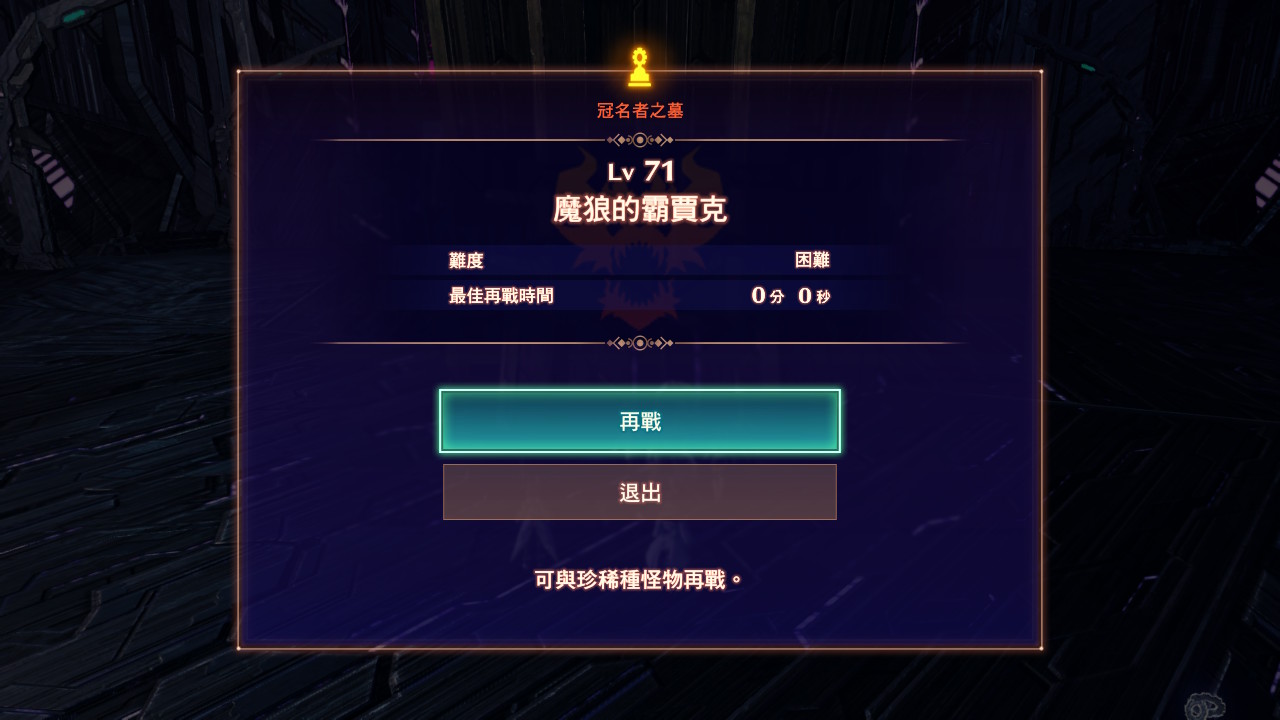 冠名者之墓
Lv 71
魔狼的霸賈克
難度 困難
最佳再戰時間 0分 0秒
再戰
退出
可與珍稀種怪物再戰。